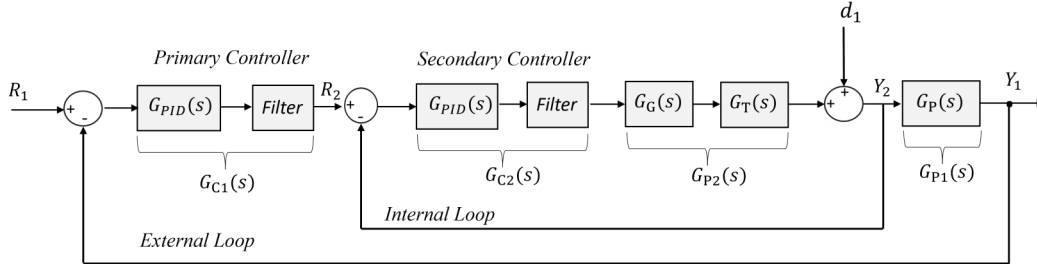 d₁
Primary Controller
Secondary Controller
R₁
+
-
G_PID(s)
Filter
R₂
+
-
G_PID(s)
Filter
G_G(s)
G_T(s)
+
+
Y₂
G_P(s)
Y₁
G_C1(s)
G_C2(s)
G_P2(s)
G_P1(s)
Internal Loop
External Loop